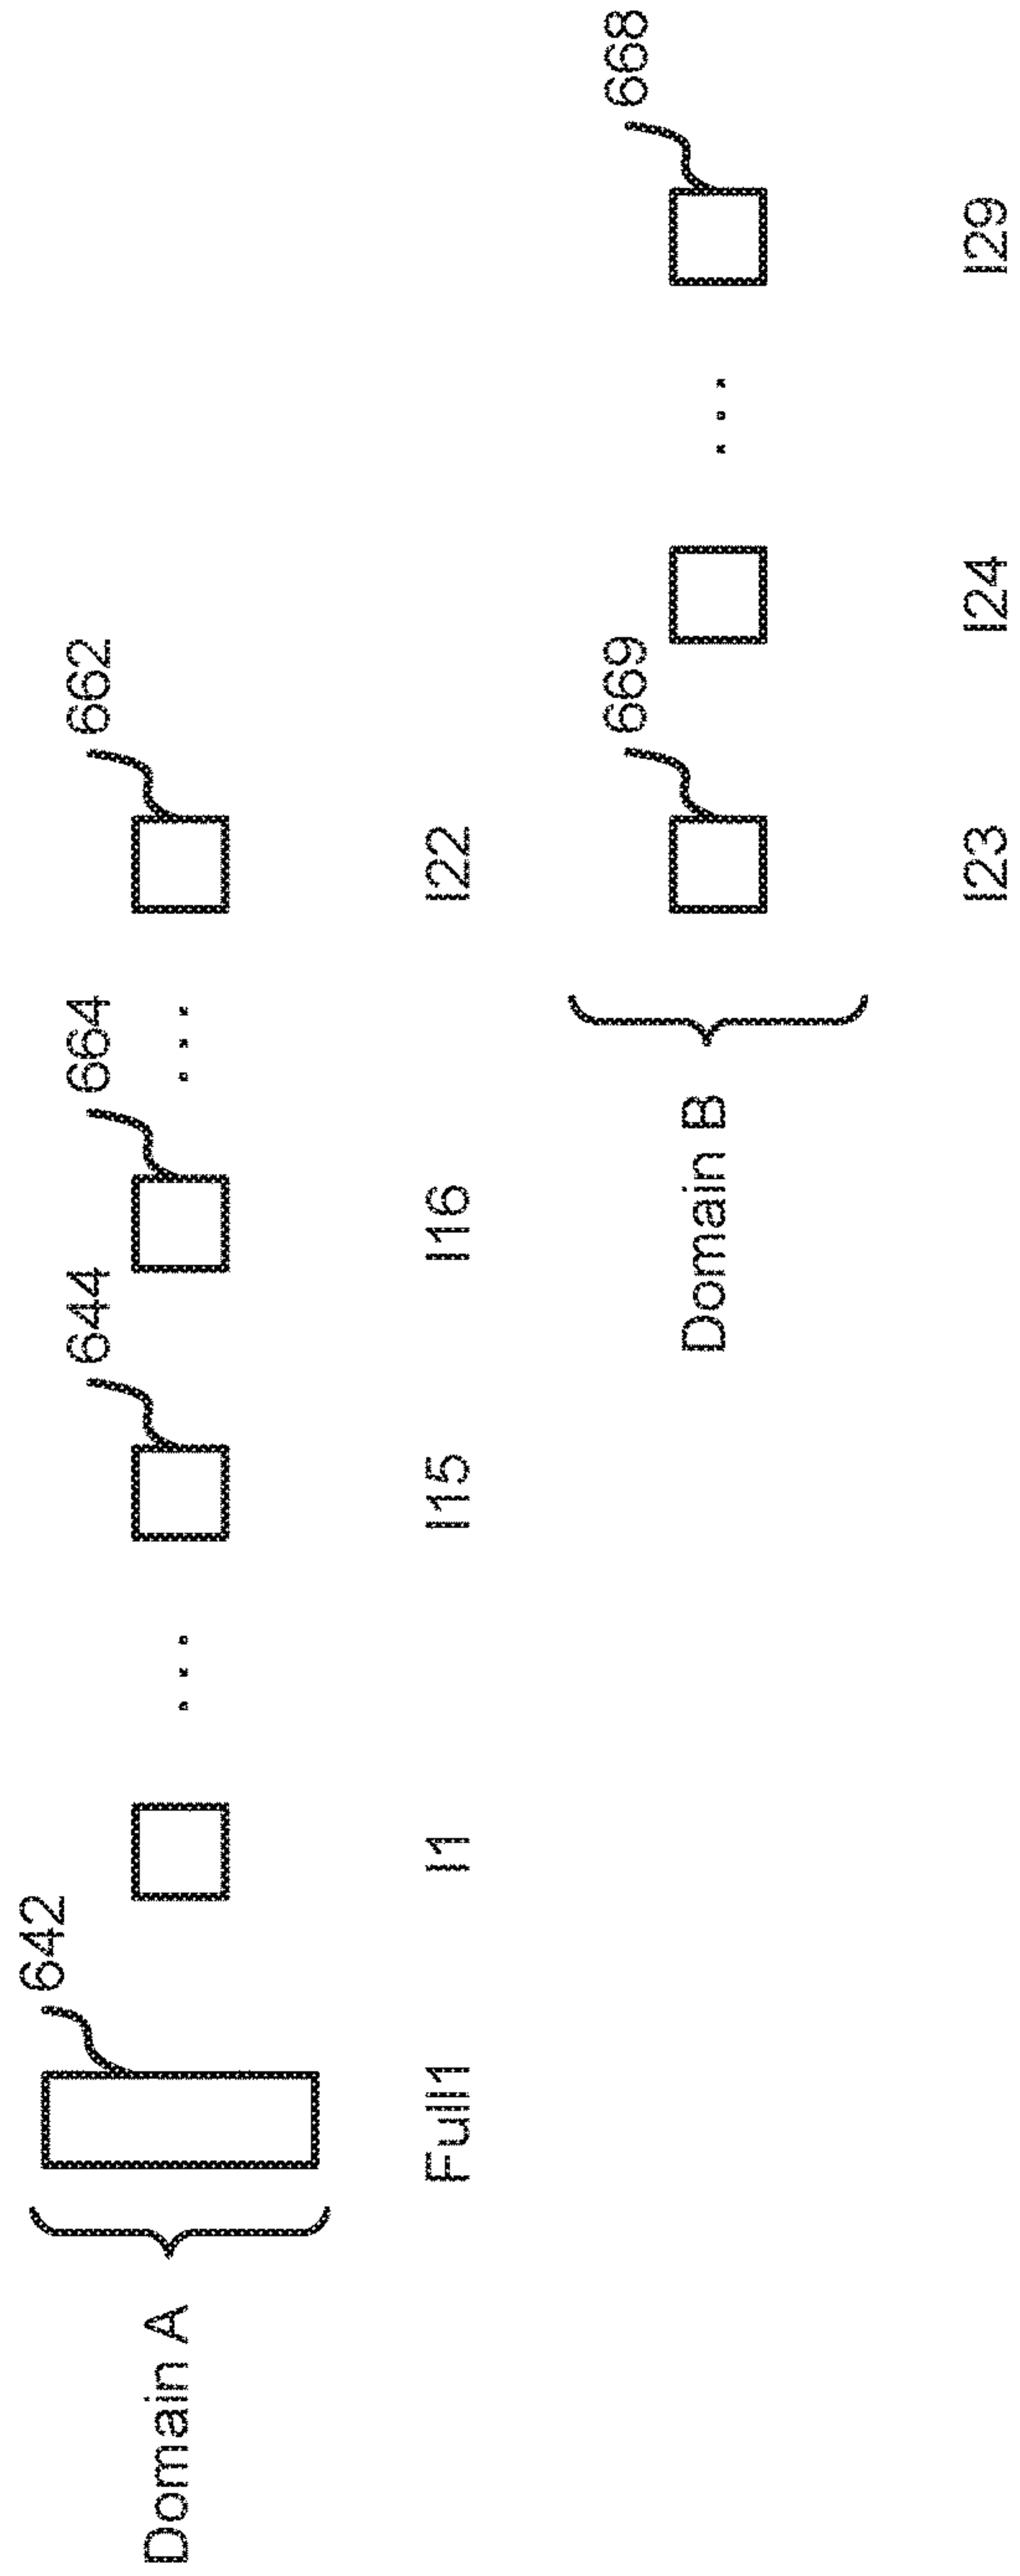 642
644
664
662
Domain A
Full1
I1
I15
I16
I22
669
668
Domain B
I23
I24
I29